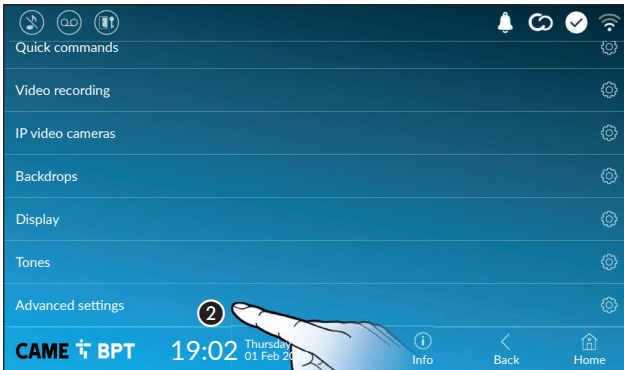 Quick commands
Video recording
IP video cameras
Backdrops
Display
Tones
Advanced settings
2
CAME BPT 19:02 Thursday
01 Feb
Info Back Home